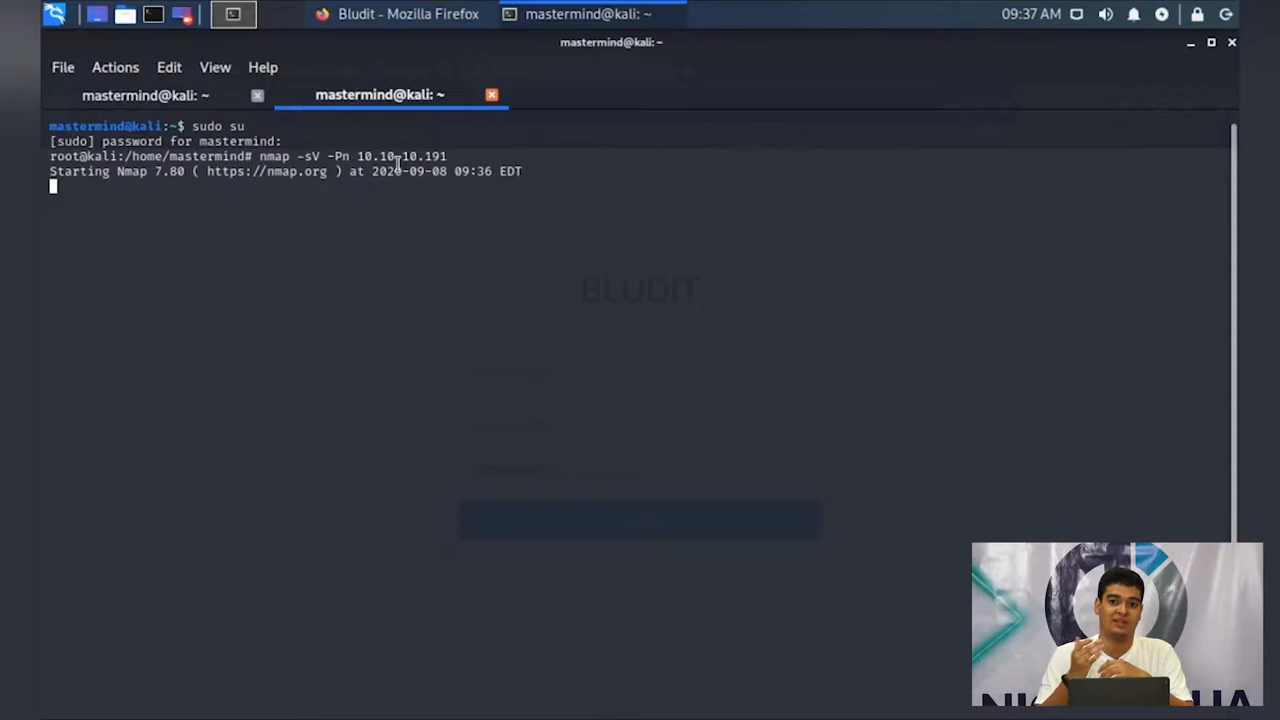 Bludit - Mozilla Firefox
mastermind@kali: ~
09:37 AM
mastermind@kali: ~
File Actions Edit View Help
mastermind@kali: ~
mastermind@kali: ~
mastermind@kali:~$ sudo su
[sudo] password for mastermind:
root@kali:/home/mastermind# nmap -sV -Pn 10.10.10.191
Starting Nmap 7.80 ( https://nmap.org ) at 2020-09-08 09:36 EDT
BLUDIT